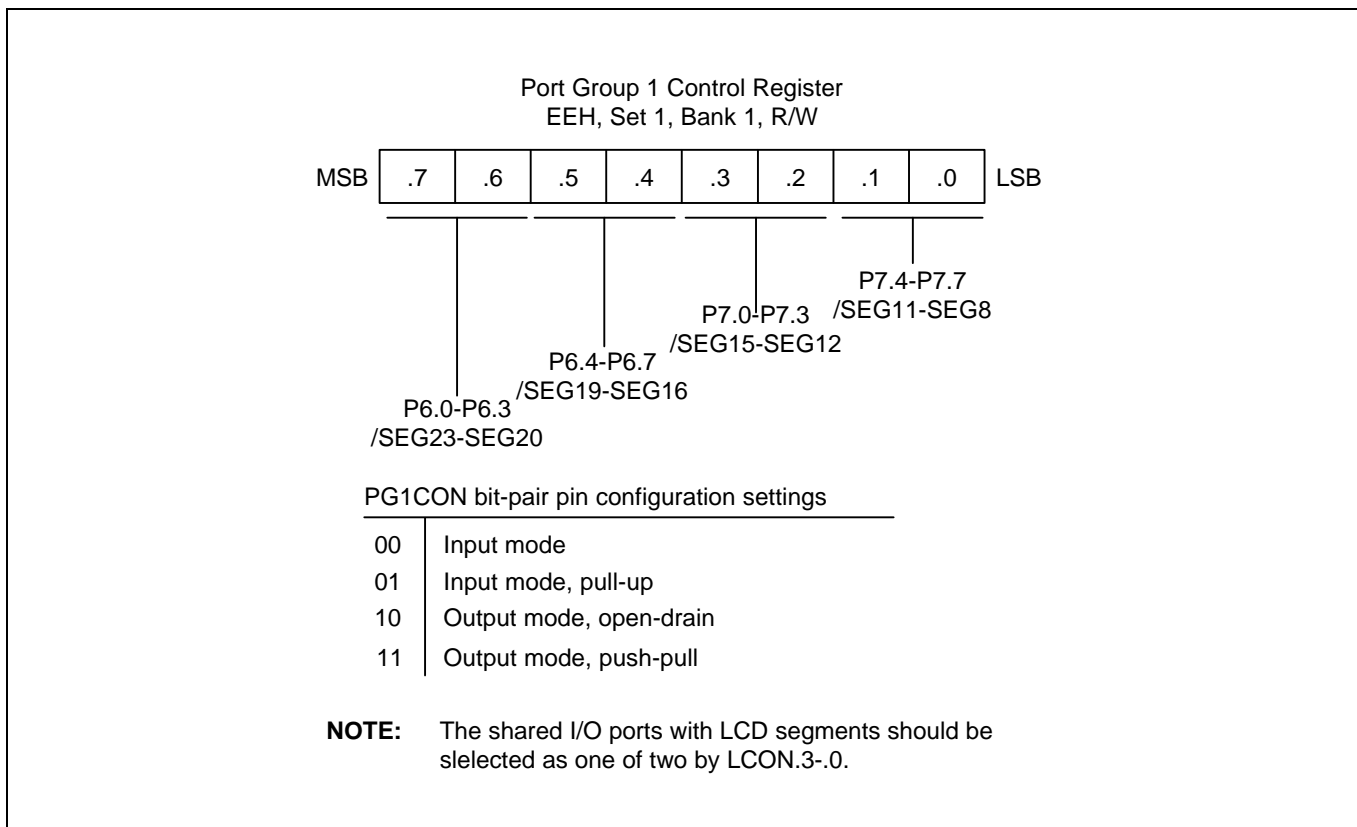 Port Group 1 Control Register
EEH, Set 1, Bank 1, R/W
MSB .7 .6 .5 .4 .3 .2 .1 .0 LSB
P7.4-P7.7
/SEG11-SEG8
P7.0-P7.3
/SEG15-SEG12
P6.4-P6.7
/SEG19-SEG16
P6.0-P6.3
/SEG23-SEG20
PG1CON bit-pair pin configuration settings
00 Input mode
01 Input mode, pull-up
10 Output mode, open-drain
11 Output mode, push-pull
NOTE: The shared I/O ports with LCD segments should be
slelected as one of two by LCON.3-.0.